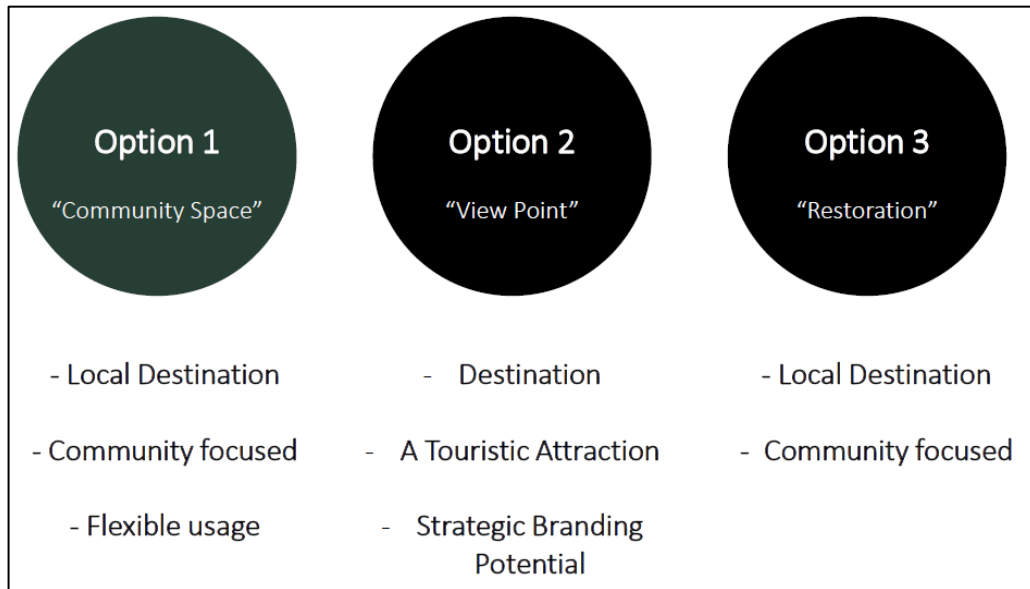 Option 1
“Community Space”
- Local Destination
- Community focused
- Flexible usage
Option 2
“View Point”
- Destination
- A Touristic Attraction
- Strategic Branding
Potential
Option 3
“Restoration”
- Local Destination
- Community focused